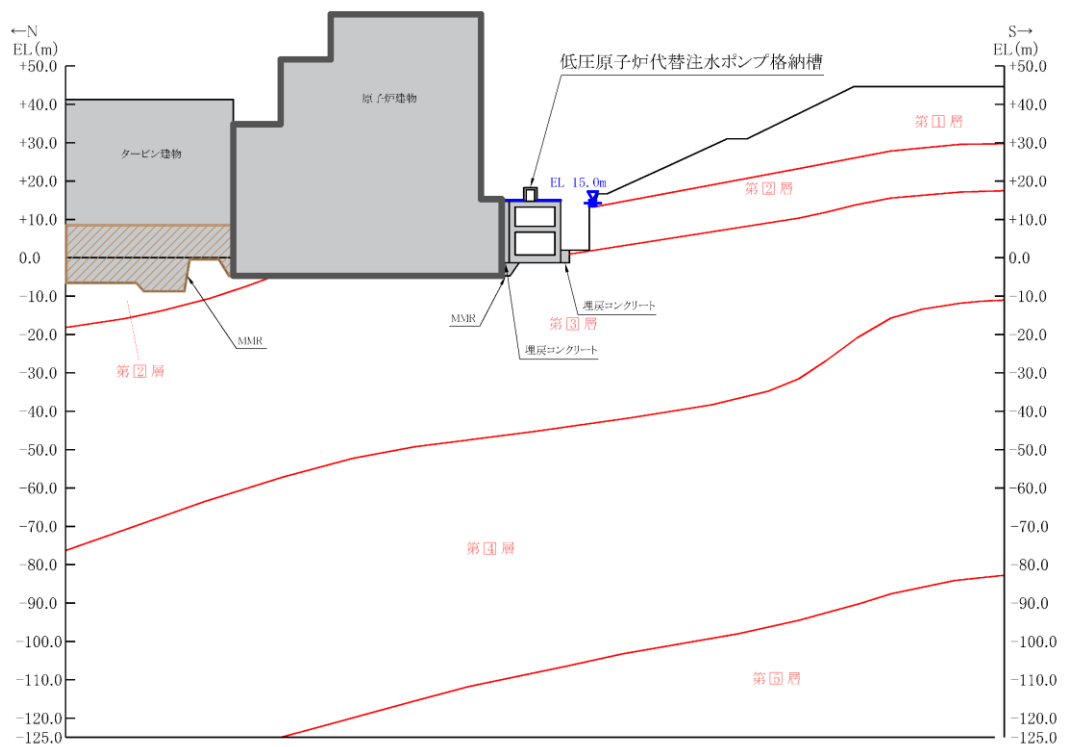 ←N
EL(m)
S→
EL(m)
+50.0
+40.0
+30.0
+20.0
+10.0
0.0
-10.0
-20.0
-30.0
-40.0
-50.0
-60.0
-70.0
-80.0
-90.0
-100.0
-110.0
-120.0
-125.0
+50.0
+40.0
+30.0
+20.0
+10.0
0.0
-10.0
-20.0
-30.0
-40.0
-50.0
-60.0
-70.0
-80.0
-90.0
-100.0
-110.0
-120.0
-125.0
低圧原子炉代替注水ポンプ格納槽
原子炉建物
タービン建物
EL 15.0m
第1層
第2層
埋戻コンクリート
MMR
第3層
MMR
埋戻コンクリート
第2層
第4層
第5層